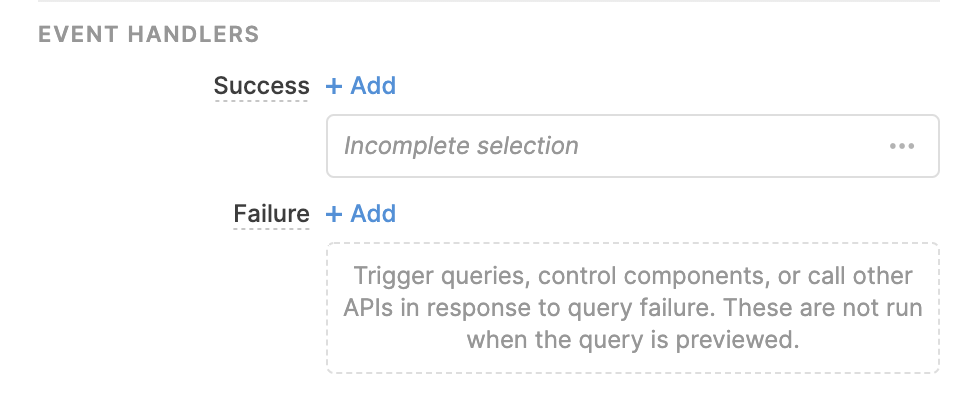 EVENT HANDLERS
Success + Add
Incomplete selection •••
Failure + Add
Trigger queries, control components, or call other
APIs in response to query failure. These are not run
when the query is previewed.